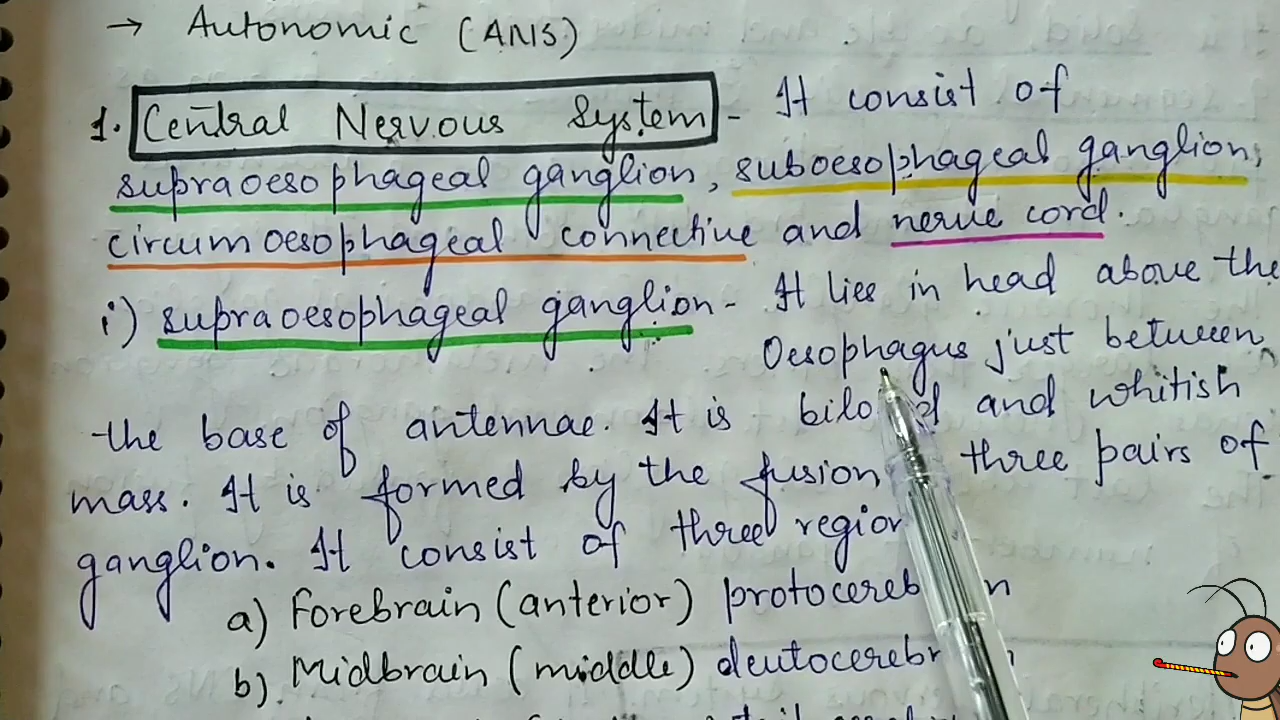 → Autonomic (ANS)
1. Central Nervous System - It consist of
supraoesophageal ganglion, suboesophageal ganglion,
circumoesophageal connective and nerve cord.
i) supraoesophageal ganglion - It lies in head above the
Oesophagus just between
the base of antennae. It is and whitish
mass. It is formed by the fusion three pairs of
ganglion. It consist of three
a) Forebrain (anterior)
b) Midbrain (middle)